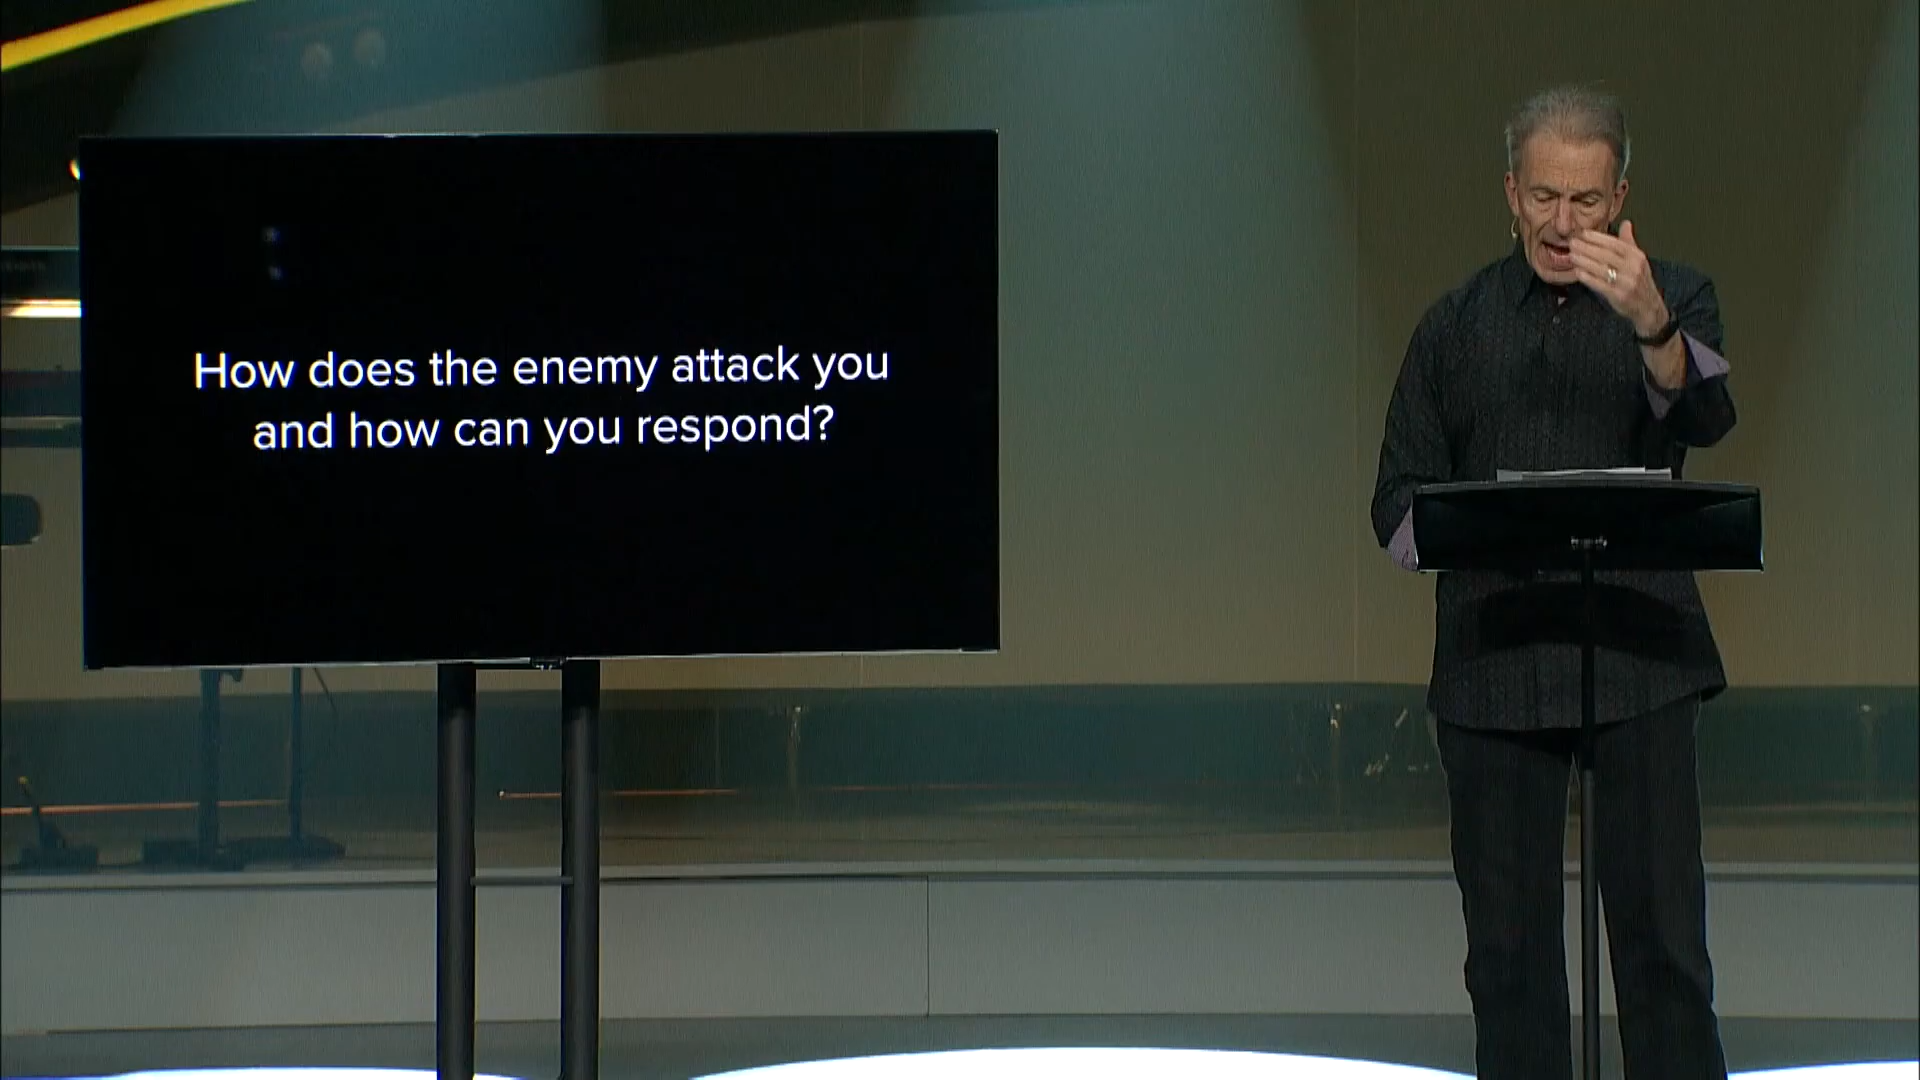 How does the enemy attack you
and how can you respond?